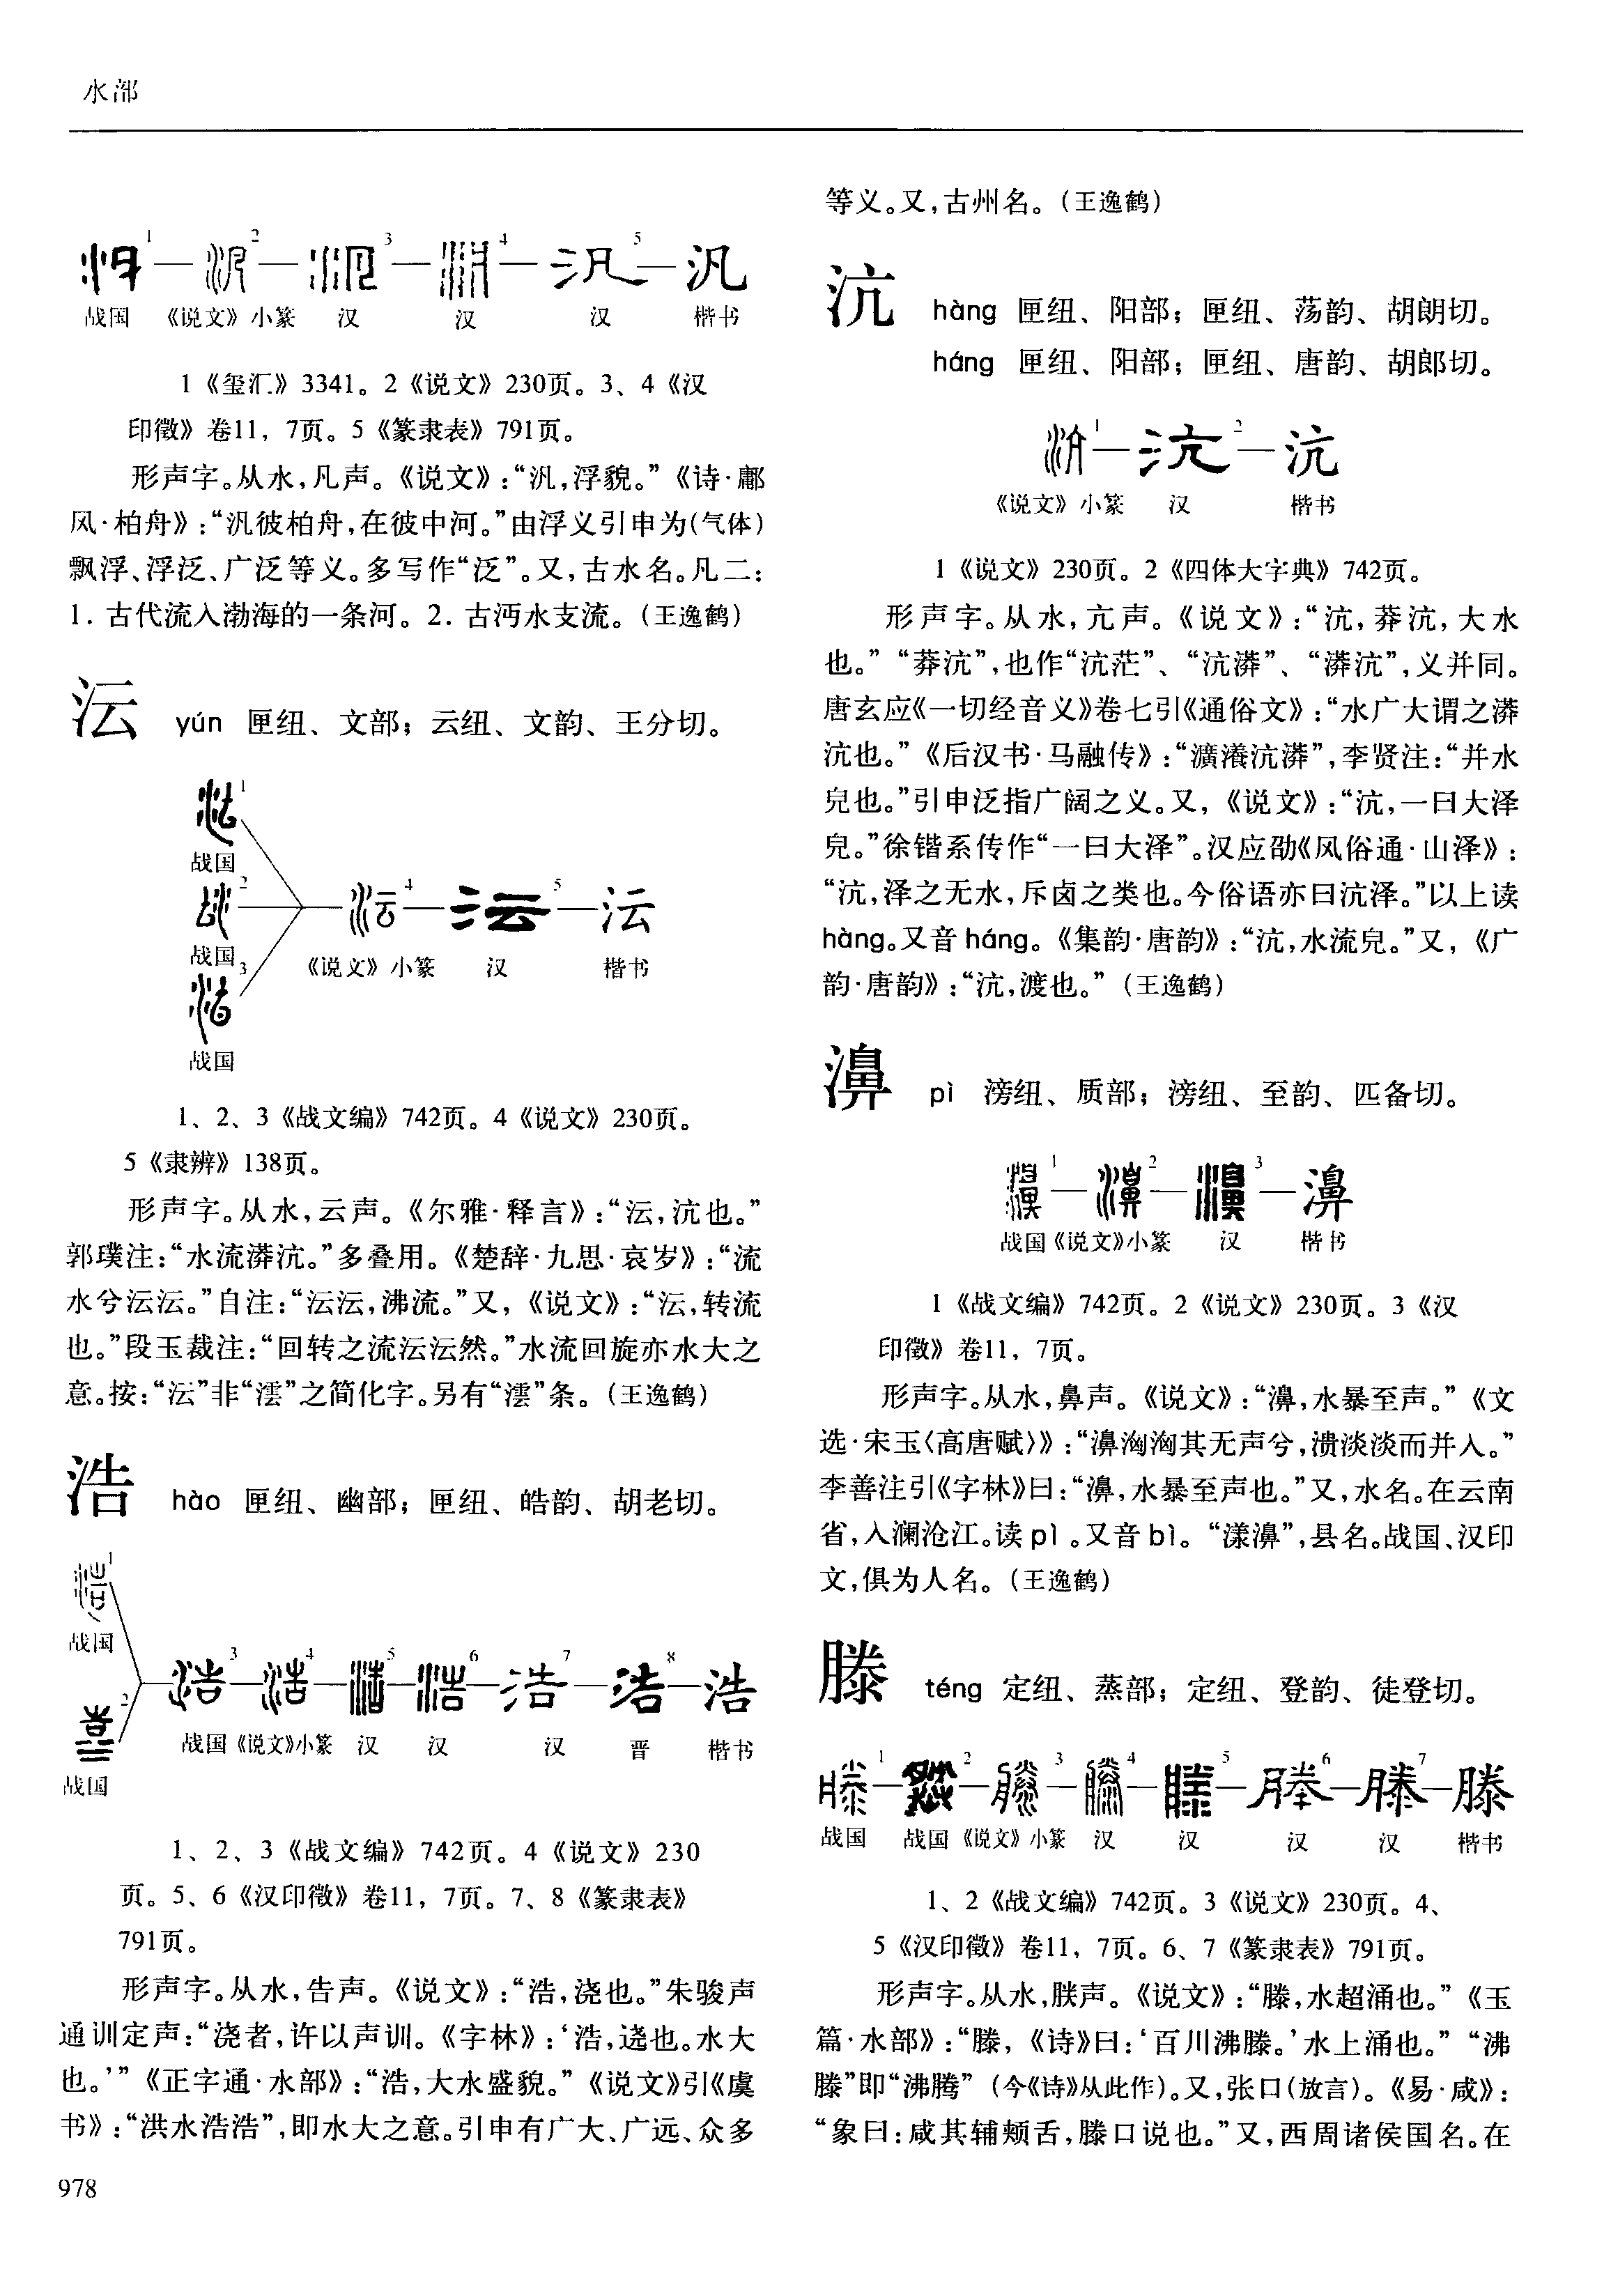 水部
1 2 3 4 5 汎
战国 《说文》小篆 汉 汉 汉 楷书
1《玺汇》3341。2《说文》230页。3、4《汉
印徵》卷11，7页。5《篆隶表》791页。
形声字。从水，凡声。《说文》：“汎，浮貌。”《诗·鄘
风·柏舟》：“汎彼柏舟，在彼中河。”由浮义引申为(气体)
飘浮、浮泛、广泛等义。多写作“泛”。又，古水名。凡二：
1. 古代流入渤海的一条河。2. 古沔水支流。（王逸鹤）
沄 yún 匣纽、文部；云纽、文韵、王分切。
1
战国
2 4 5 沄
战国 3 《说文》小篆 汉 楷书
战国
1、2、3《战文编》742页。4《说文》230页。
5《隶辨》138页。
形声字。从水，云声。《尔雅·释言》：“沄，沆也。”
郭璞注：“水流漭沆。”多叠用。《楚辞·九思·哀岁》：“流
水兮沄沄。”自注：“沄沄，沸流。”又，《说文》：“沄，转流
也。”段玉裁注：“回转之流沄沄然。”水流回旋亦水大之
意。按：“沄”非“澐”之简化字。另有“澐”条。（王逸鹤）
浩 hào 匣纽、幽部；匣纽、皓韵、胡老切。
1
战国
2 3 4 5 6 7 8 浩
战国 《说文》小篆 汉 汉 汉 晋 楷书
战国
1、2、3《战文编》742页。4《说文》230
页。5、6《汉印徵》卷11，7页。7、8《篆隶表》
791页。
形声字。从水，告声。《说文》：“浩，浇也。”朱骏声
通训定声：“浇者，许以声训。《字林》：‘浩，遶也。水大
也。’”《正字通·水部》：“浩，大水盛貌。”《说文》引《虞
书》：“洪水浩浩”，即水大之意。引申有广大、广远、众多
978
等义。又，古州名。（王逸鹤）
沆 hàng 匣纽、阳部；匣纽、荡韵、胡朗切。
háng 匣纽、阳部；匣纽、唐韵、胡郎切。
1 2 沆
《说文》小篆 汉 楷书
1《说文》230页。2《四体大字典》742页。
形声字。从水，亢声。《说文》：“沆，莽沆，大水
也。”“莽沆”，也作“沆茫”、“沆漭”、“漭沆”，义并同。
唐玄应《一切经音义》卷七引《通俗文》：“水广大谓之漭
沆也。”《后汉书·马融传》：“瀇瀁沆漭”，李贤注：“并水
皃也。”引申泛指广阔之义。又，《说文》：“沆，一曰大泽
皃。”徐锴系传作“一曰大泽”。汉应劭《风俗通·山泽》：
“沆，泽之无水，斥卤之类也。今俗语亦曰沆泽。”以上读
hàng。又音háng。《集韵·唐韵》：“沆，水流皃。”又，《广
韵·唐韵》：“沆，渡也。”（王逸鹤）
濞 pì 滂纽、质部；滂纽、至韵、匹备切。
1 2 3 濞
战国《说文》小篆 汉 楷书
1《战文编》742页。2《说文》230页。3《汉
印徵》卷11，7页。
形声字。从水，鼻声。《说文》：“濞，水暴至声。”《文
选·宋玉〈高唐赋〉》：“濞洶洶其无声兮，溃淡淡而并入。”
李善注引《字林》曰：“濞，水暴至声也。”又，水名。在云南
省，入澜沧江。读pì。又音bì。“漾濞”，县名。战国、汉印
文，俱为人名。（王逸鹤）
滕 téng 定纽、蒸部；定纽、登韵、徒登切。
1 2 3 4 5 6 7 滕
战国 战国 《说文》小篆 汉 汉 汉 汉 楷书
1、2《战文编》742页。3《说文》230页。4、
5《汉印徵》卷11，7页。6、7《篆隶表》791页。
形声字。从水，朕声。《说文》：“滕，水超涌也。”《玉
篇·水部》：“滕，《诗》曰：‘百川沸滕。’水上涌也。”“沸
滕”即“沸腾”（今《诗》从此作）。又，张口(放言)。《易·咸》：
“象曰：咸其辅颊舌，滕口说也。”又，西周诸侯国名。在